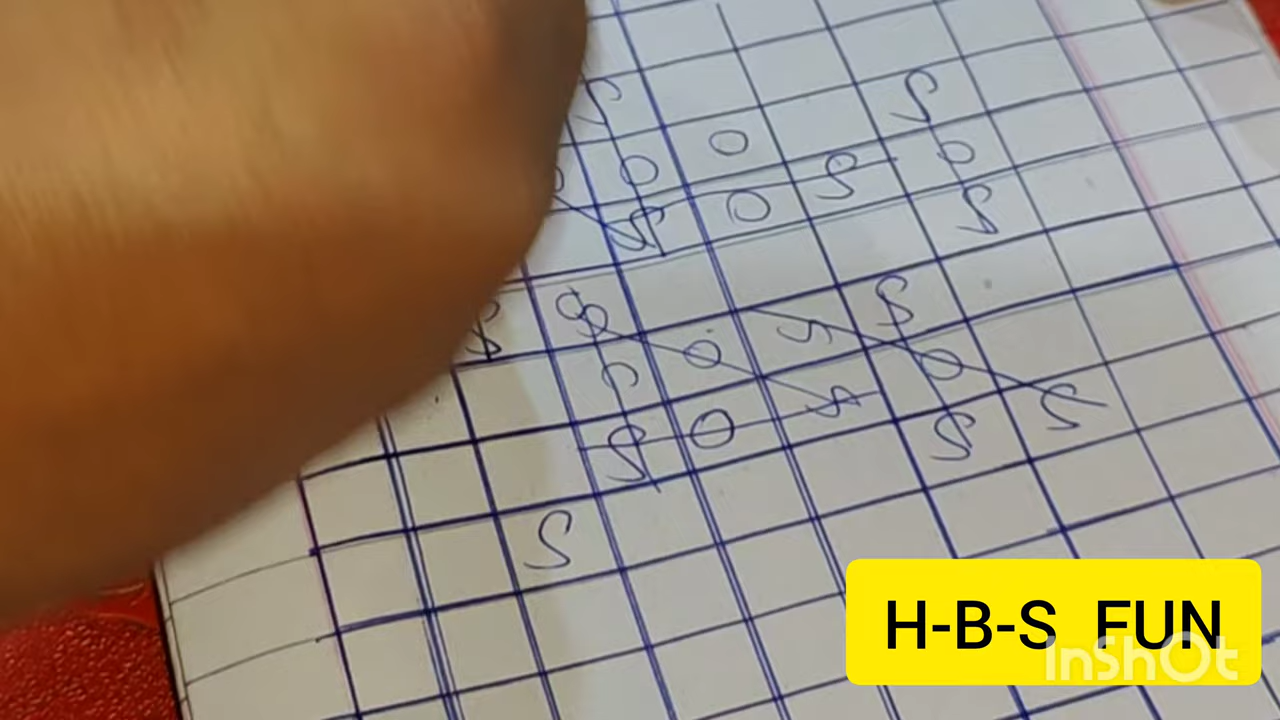 S S
O O O
S O S O
S
S S
S O S
C O
S O S S S
S
H-B-S FUN
InShOt